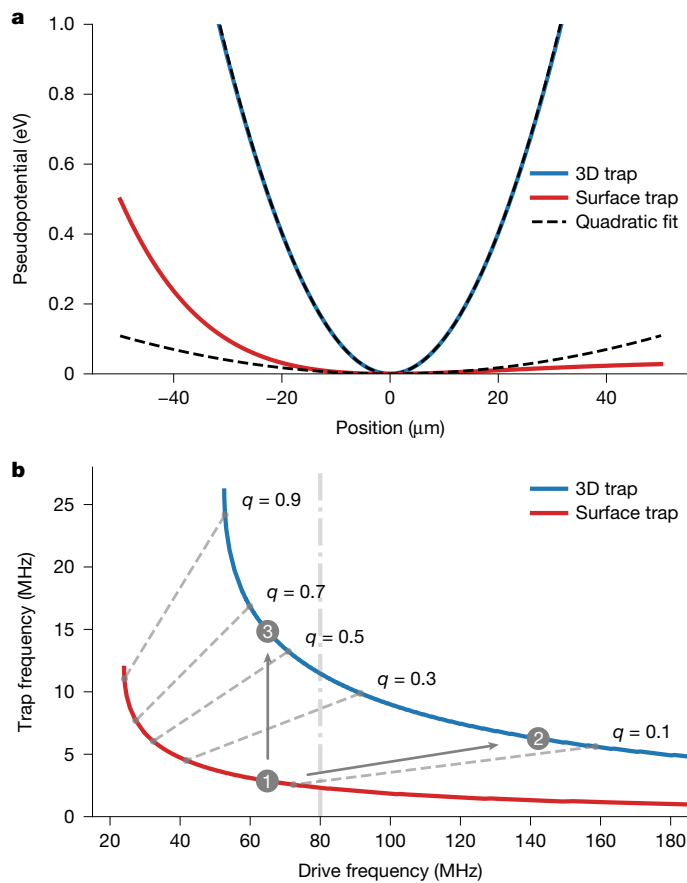 a
Pseudopotential (eV)
1.0
0.8
0.6
0.4
0.2
0
−40
−20
0
20
40
Position (μm)
3D trap
Surface trap
Quadratic fit
b
Trap frequency (MHz)
25
20
15
10
5
0
20
40
60
80
100
120
140
160
180
Drive frequency (MHz)
3D trap
Surface trap
q = 0.9
q = 0.7
q = 0.5
q = 0.3
q = 0.1
3
2
1